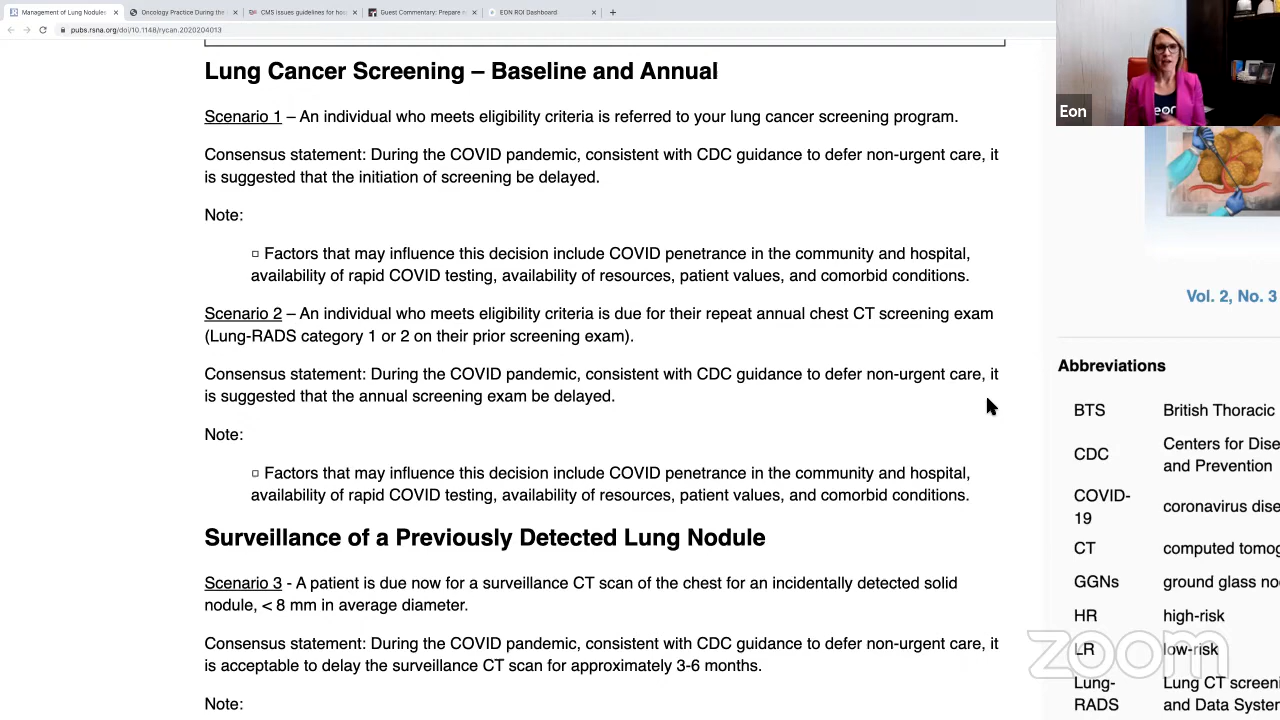 Management of Lung Nodules
Oncology Practice During the
CMS issues guidelines for hos
Guest Commentary: Prepare
EON ROI Dashboard
pubs.rsna.org/doi/10.1148/rycan.2020204013
Lung Cancer Screening – Baseline and Annual
Scenario 1 – An individual who meets eligibility criteria is referred to your lung cancer screening program.
Consensus statement: During the COVID pandemic, consistent with CDC guidance to defer non-urgent care, it
is suggested that the initiation of screening be delayed.
Note:
▫ Factors that may influence this decision include COVID penetrance in the community and hospital,
availability of rapid COVID testing, availability of resources, patient values, and comorbid conditions.
Scenario 2 – An individual who meets eligibility criteria is due for their repeat annual chest CT screening exam
(Lung-RADS category 1 or 2 on their prior screening exam).
Consensus statement: During the COVID pandemic, consistent with CDC guidance to defer non-urgent care, it
is suggested that the annual screening exam be delayed.
Note:
▫ Factors that may influence this decision include COVID penetrance in the community and hospital,
availability of rapid COVID testing, availability of resources, patient values, and comorbid conditions.
Surveillance of a Previously Detected Lung Nodule
Scenario 3 - A patient is due now for a surveillance CT scan of the chest for an incidentally detected solid
nodule, < 8 mm in average diameter.
Consensus statement: During the COVID pandemic, consistent with CDC guidance to defer non-urgent care, it
is acceptable to delay the surveillance CT scan for approximately 3-6 months.
Note:
eon
Eon
Vol. 2, No. 3
Abbreviations
BTS British Thoracic
CDC Centers for Dise
and Prevention
COVID-
19 coronavirus dise
CT computed tomog
GGNs ground glass no
HR high-risk
LR low-risk
Lung- Lung CT screeni
RADS and Data System
zoom